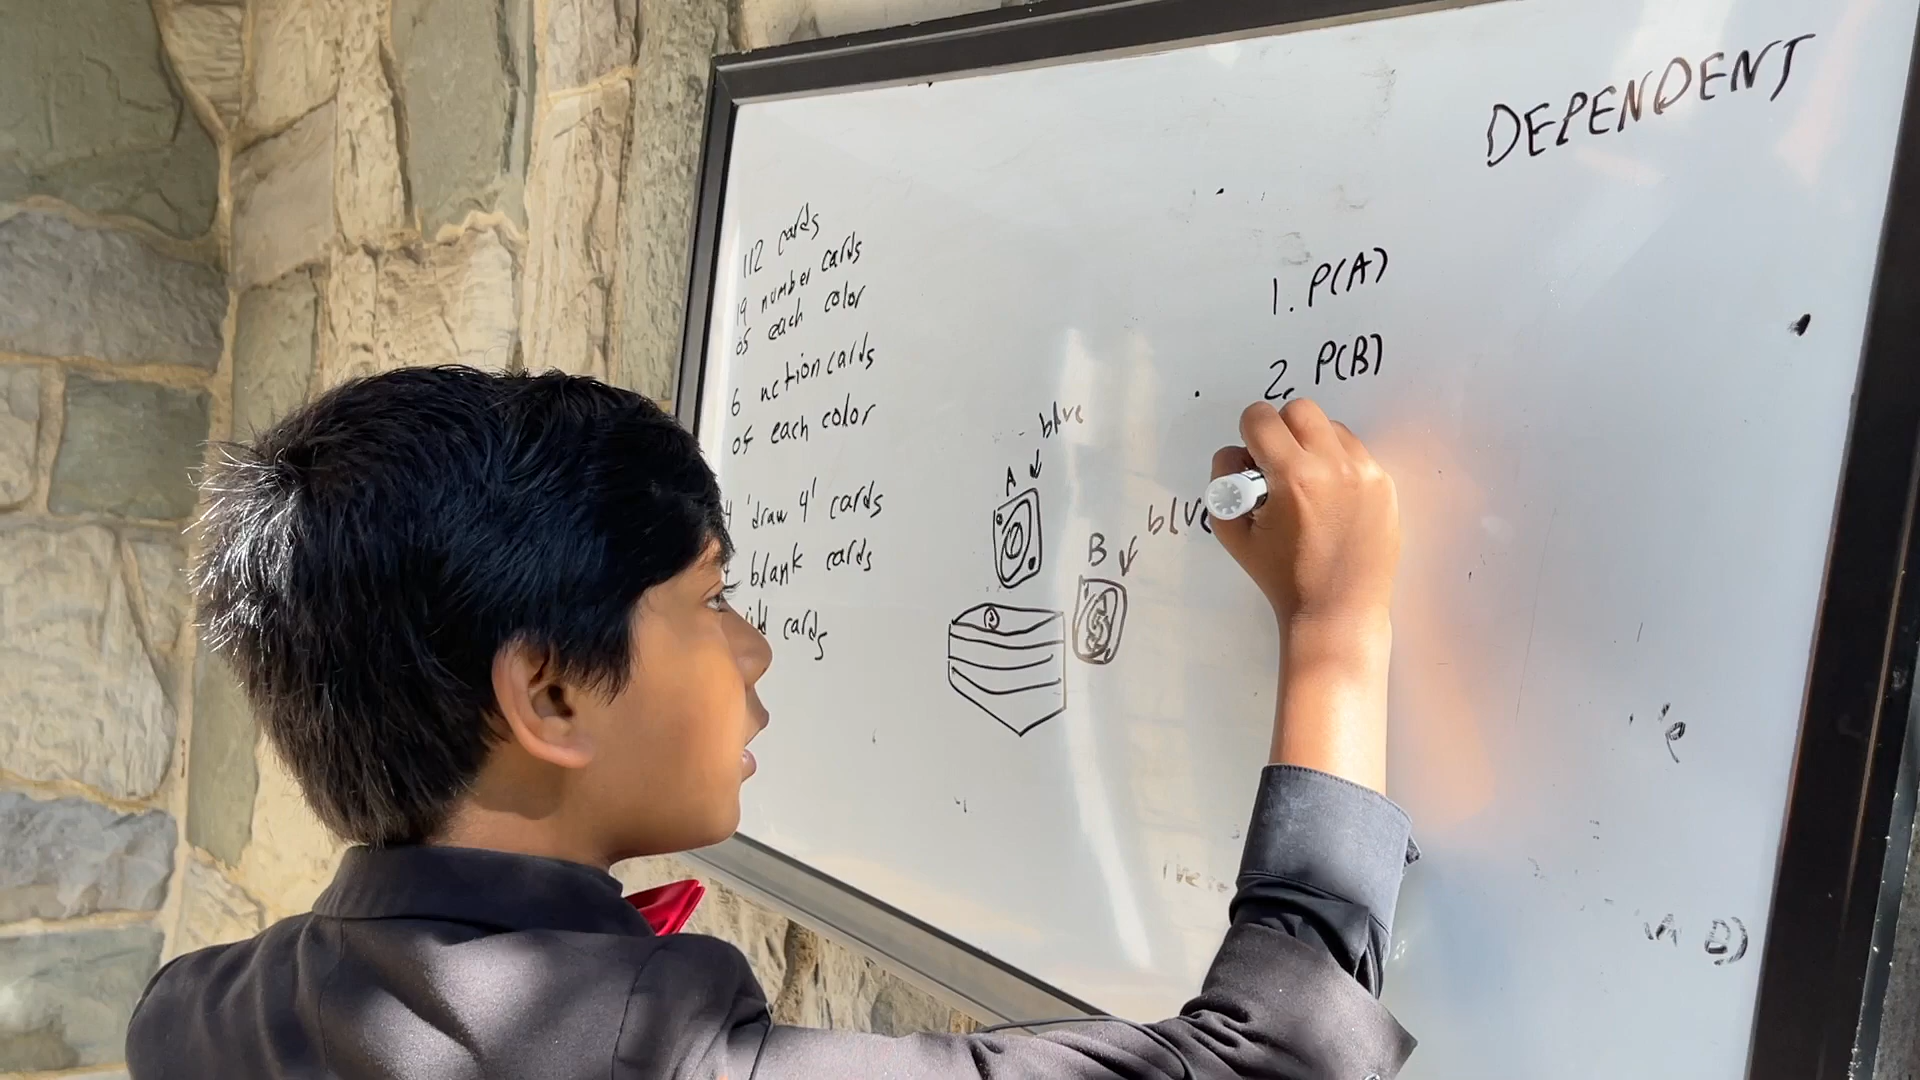 DEPENDENT
112 cards
19 number cards
of each color
6 action cards
of each color
4 'draw 4' cards
blank cards
cards
1. P(A)
2. P(B)
blue
A
B
blue